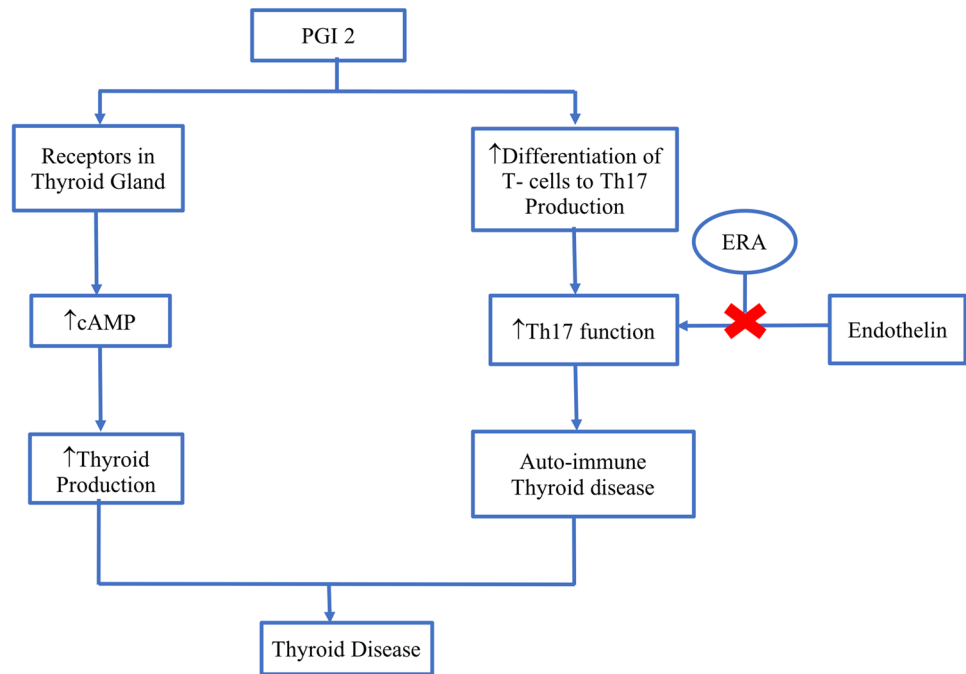 PGI 2
Receptors in
Thyroid Gland
↑Differentiation of
T- cells to Th17
Production
ERA
↑cAMP
↑Th17 function
Endothelin
↑Thyroid
Production
Auto-immune
Thyroid disease
Thyroid Disease